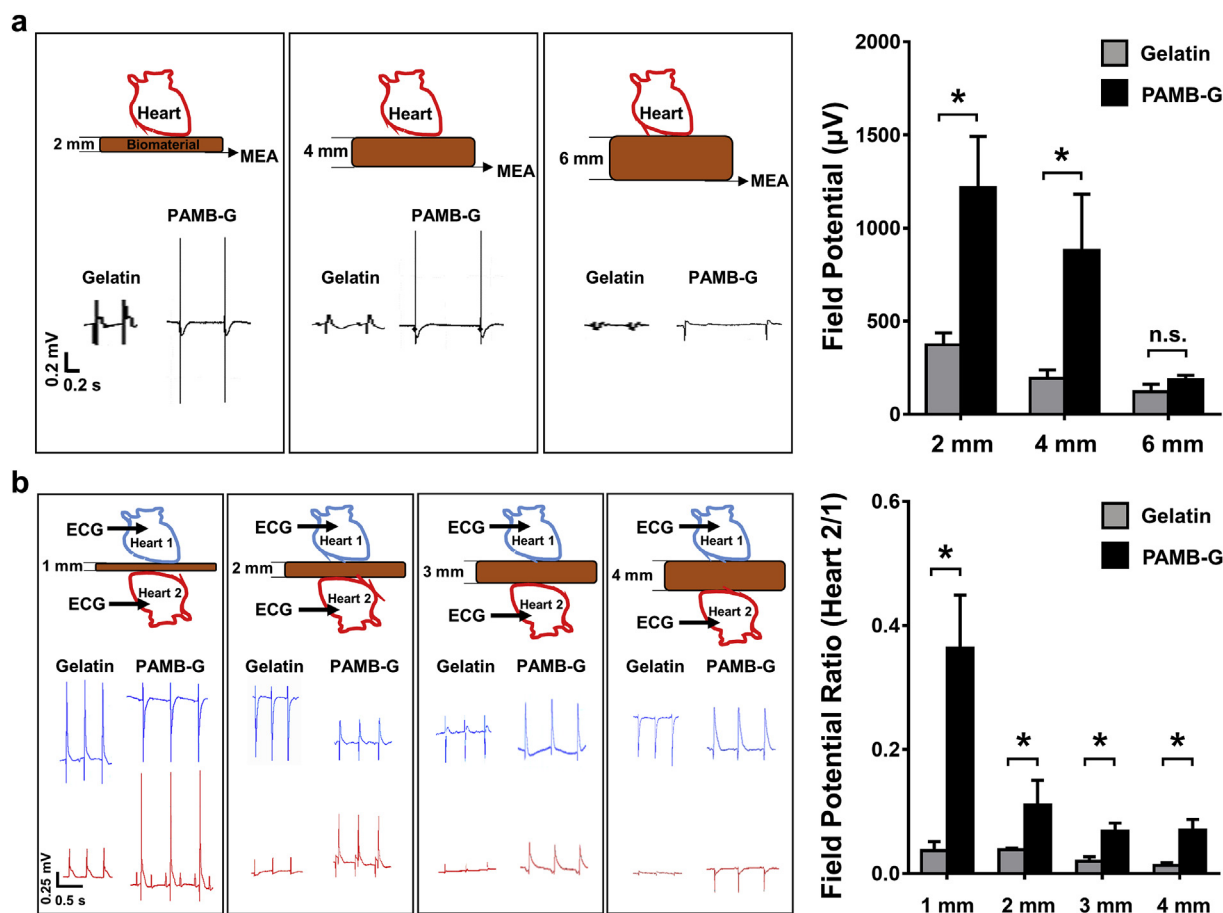 a
Heart
2 mm
Biomaterial
MEA
PAMB-G
Gelatin
0.2 mV
0.2 s
Heart
4 mm
MEA
PAMB-G
Gelatin
Heart
6 mm
MEA
Gelatin
PAMB-G
Field Potential (µV)
2000
1500
1000
500
0
Gelatin
PAMB-G
*
*
n.s.
2 mm
4 mm
6 mm
b
ECG
Heart 1
1 mm
Heart 2
ECG
Gelatin
PAMB-G
0.25 mV
0.5 s
ECG
Heart 1
2 mm
Heart 2
ECG
Gelatin
PAMB-G
ECG
Heart 1
3 mm
Heart 2
ECG
Gelatin
PAMB-G
ECG
Heart 1
4 mm
Heart 2
ECG
Gelatin
PAMB-G
Field Potential Ratio (Heart 2/1)
0.6
0.4
0.2
0.0
Gelatin
PAMB-G
*
*
*
*
1 mm
2 mm
3 mm
4 mm